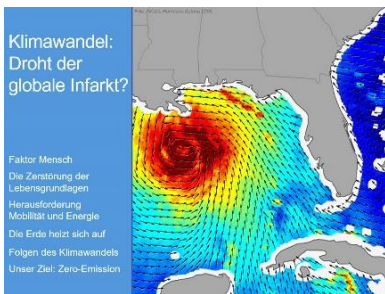 Klimawandel:
Droht der
globale Infarkt?
Faktor Mensch
Die Zerstörung der
Lebensgrundlagen
Herausforderung
Mobilität und Energie
Die Erde heizt sich auf
Folgen des Klimawandels
Unser Ziel: Zero-Emission